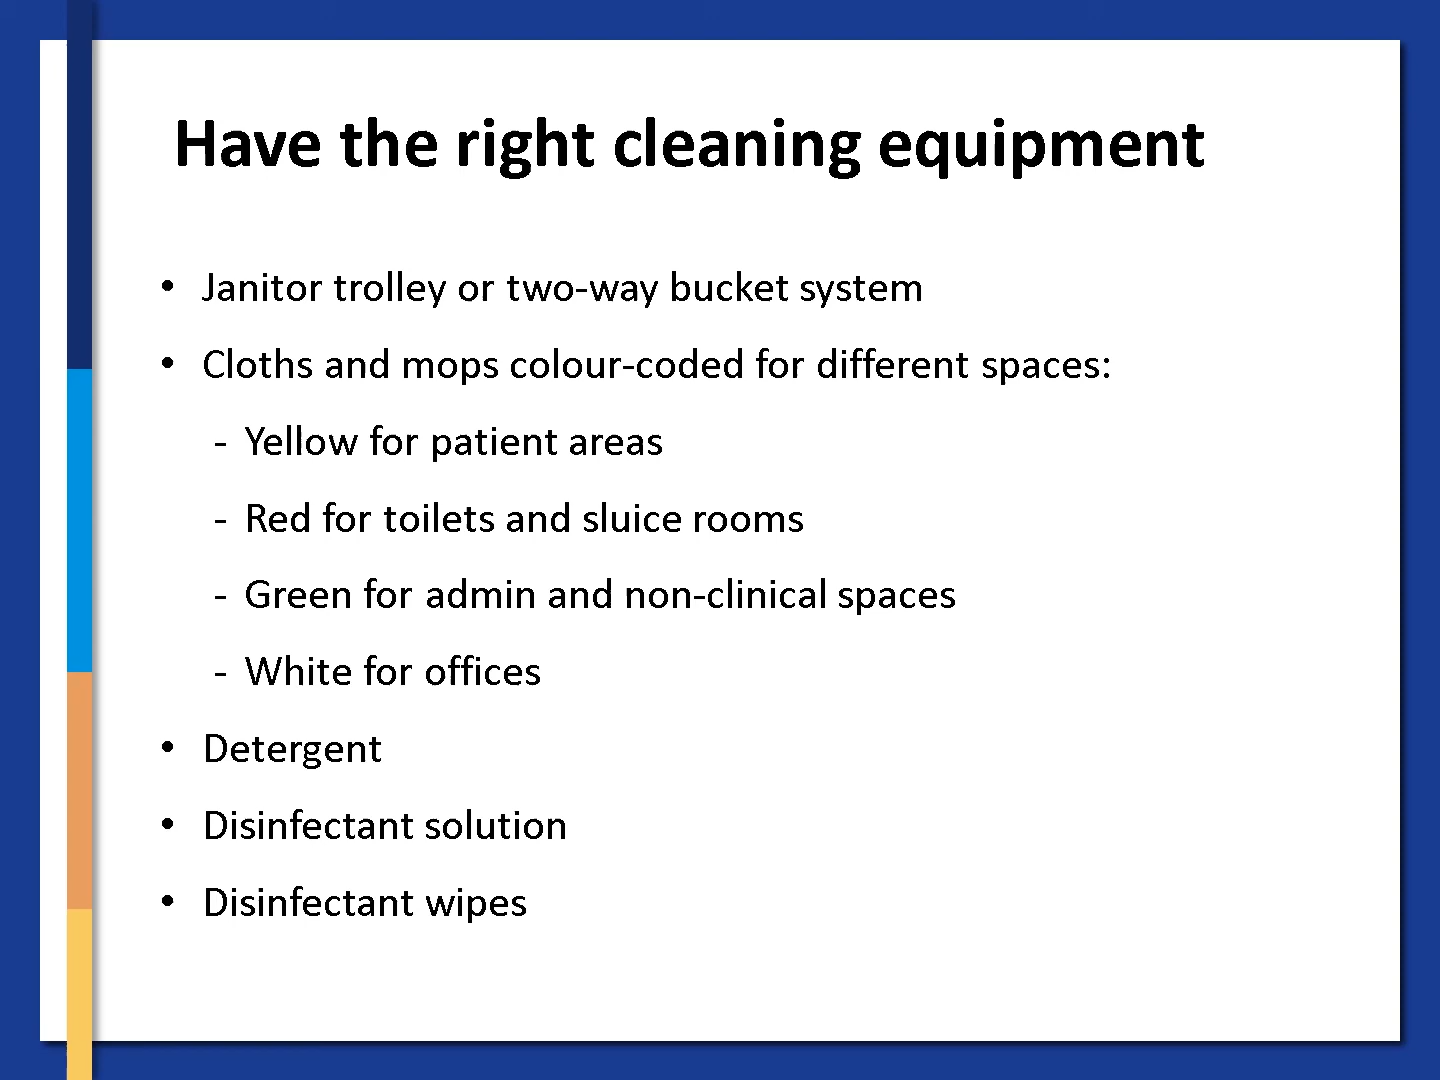 Have the right cleaning equipment
• Janitor trolley or two-way bucket system
• Cloths and mops colour-coded for different spaces:
- Yellow for patient areas
- Red for toilets and sluice rooms
- Green for admin and non-clinical spaces
- White for offices
• Detergent
• Disinfectant solution
• Disinfectant wipes